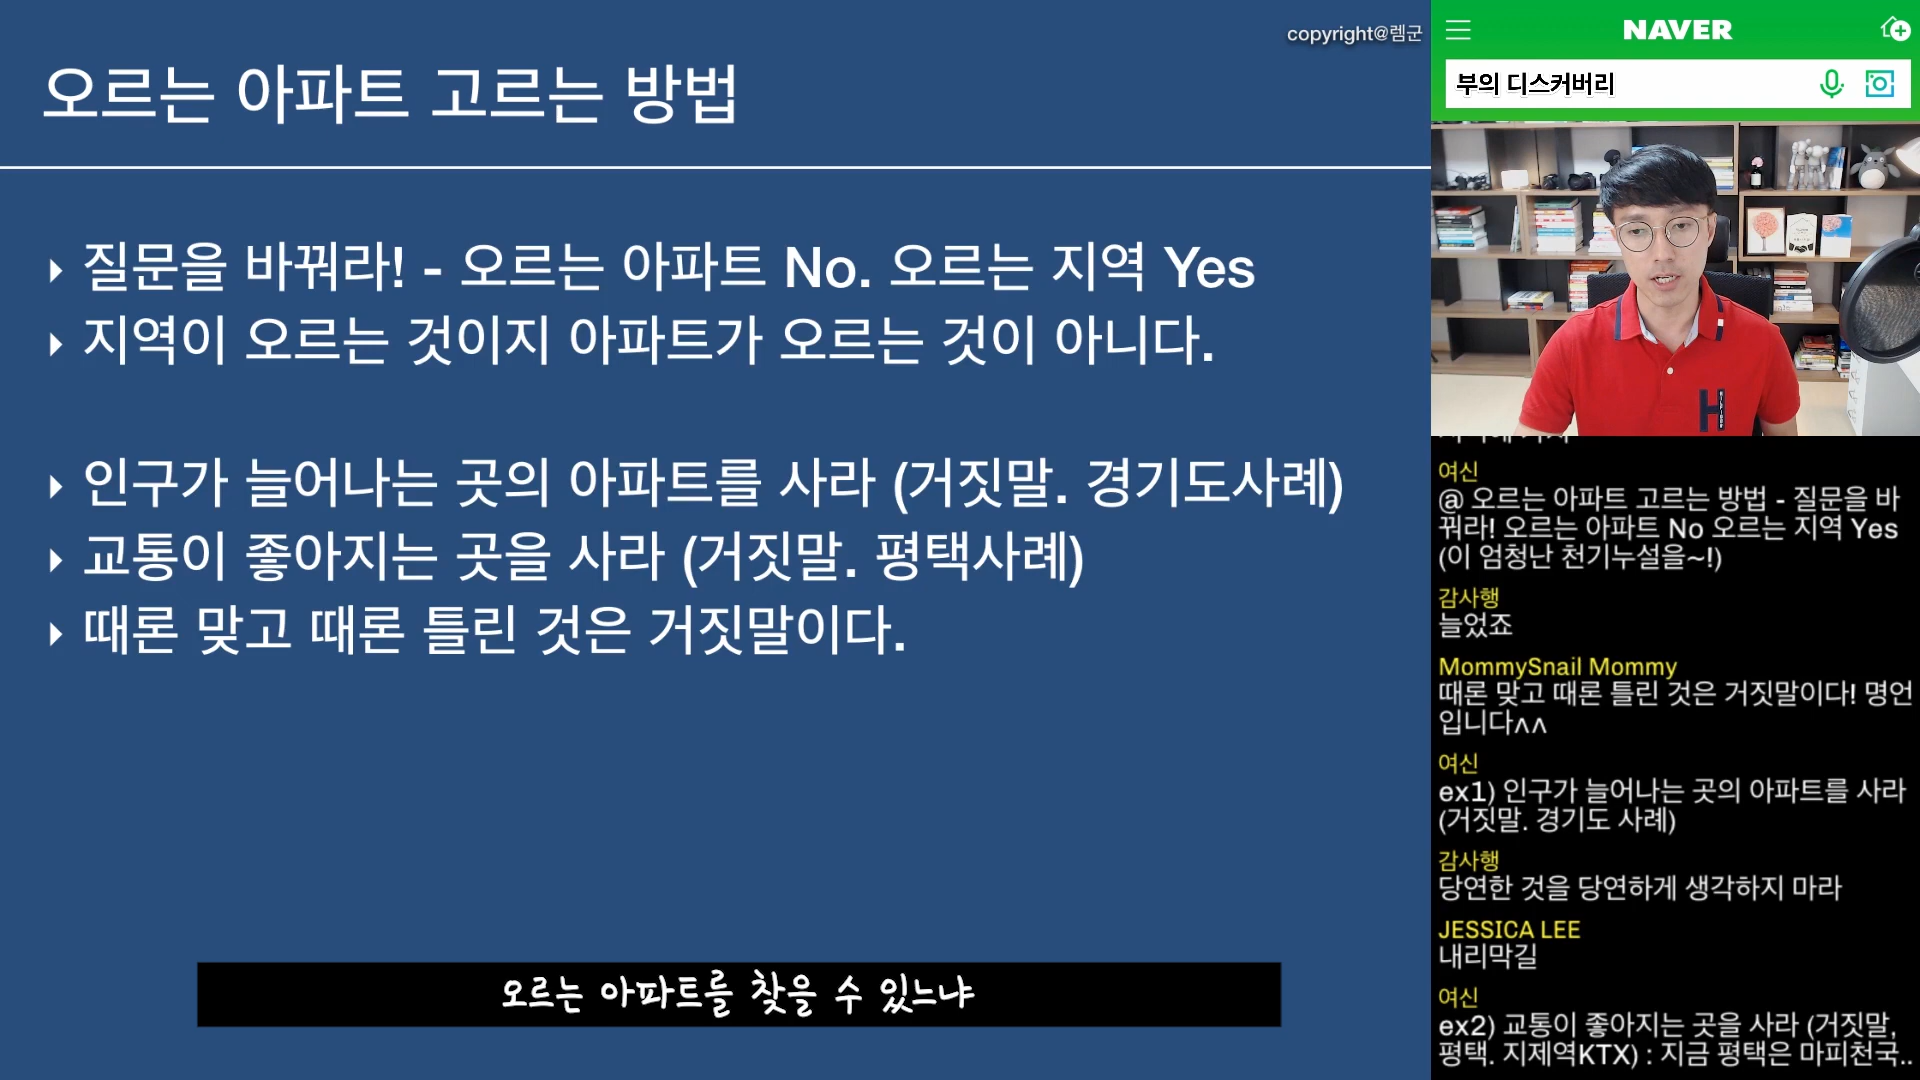 copyright@렘군
오르는 아파트 고르는 방법
질문을 바꿔라! - 오르는 아파트 No. 오르는 지역 Yes
지역이 오르는 것이지 아파트가 오르는 것이 아니다.
인구가 늘어나는 곳의 아파트를 사라 (거짓말. 경기도사례)
교통이 좋아지는 곳을 사라 (거짓말. 평택사례)
때론 맞고 때론 틀린 것은 거짓말이다.
오르는 아파트를 찾을 수 있느냐
NAVER
부의 디스커버리
H
여신
@ 오르는 아파트 고르는 방법 - 질문을 바
꿔라! 오르는 아파트 No 오르는 지역 Yes
(이 엄청난 천기누설을~!)
감사행
늘었죠
MommySnail Mommy
때론 맞고 때론 틀린 것은 거짓말이다! 명언
입니다^^
여신
ex1) 인구가 늘어나는 곳의 아파트를 사라
(거짓말. 경기도 사례)
감사행
당연한 것을 당연하게 생각하지 마라
JESSICA LEE
내리막길
여신
ex2) 교통이 좋아지는 곳을 사라 (거짓말,
평택. 지제역KTX) : 지금 평택은 마피천국..